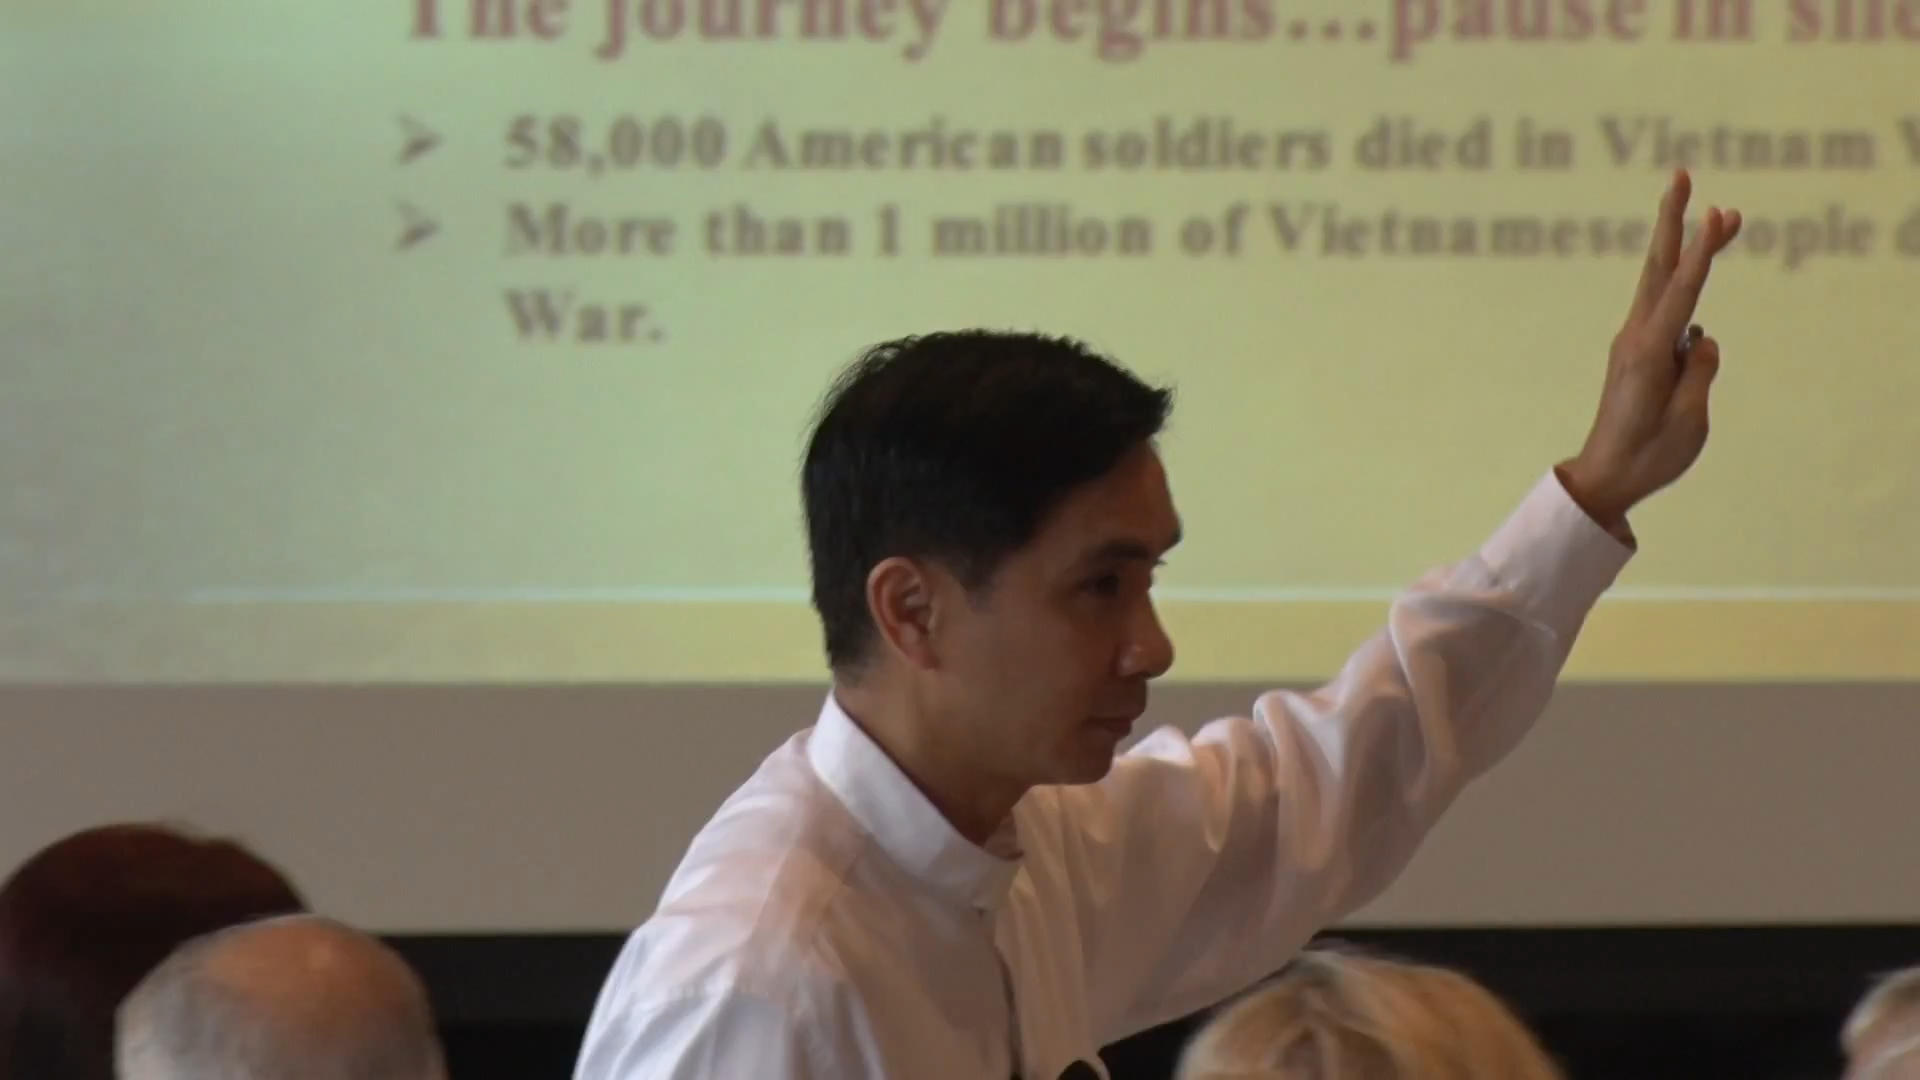 The journey begins...pause in
➢ 58,000 American soldiers died in Vietnam
➢ More than 1 million of Vietnamese people
War.